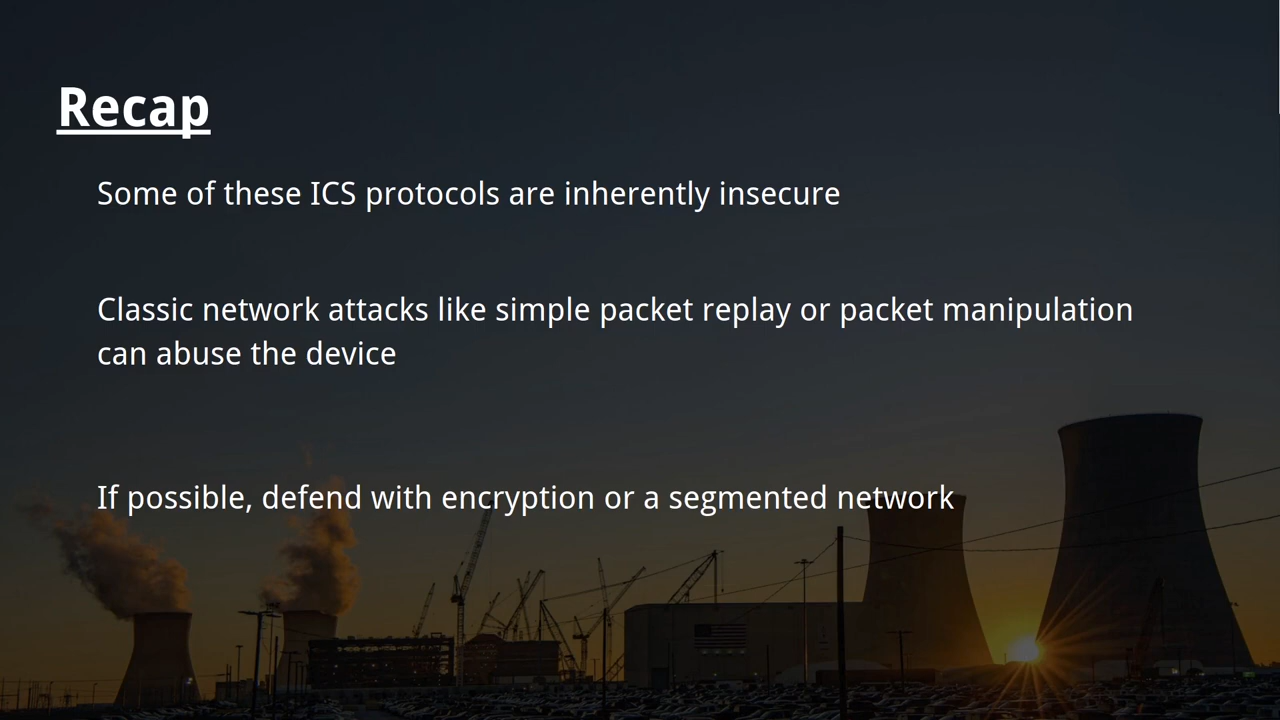 Recap
Some of these ICS protocols are inherently insecure
Classic network attacks like simple packet replay or packet manipulation
can abuse the device
If possible, defend with encryption or a segmented network